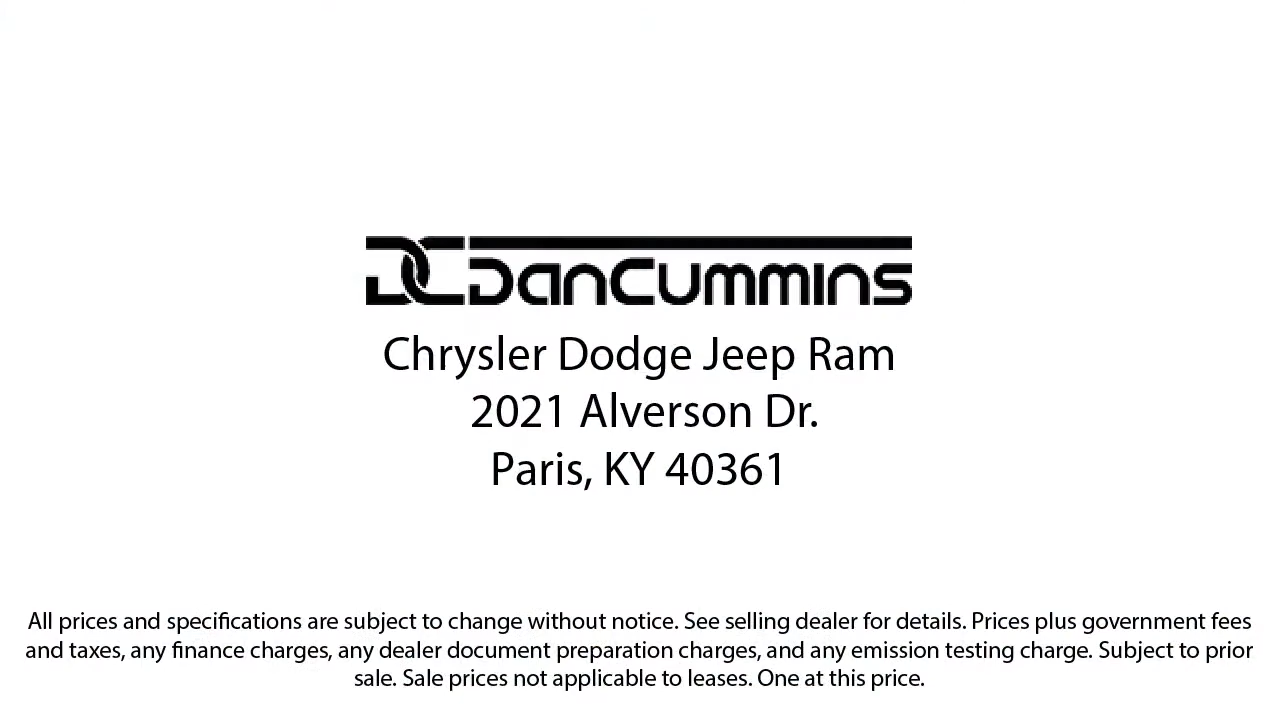 DC DanCummins
Chrysler Dodge Jeep Ram
2021 Alverson Dr.
Paris, KY 40361
All prices and specifications are subject to change without notice. See selling dealer for details. Prices plus government fees
and taxes, any finance charges, any dealer document preparation charges, and any emission testing charge. Subject to prior
sale. Sale prices not applicable to leases. One at this price.